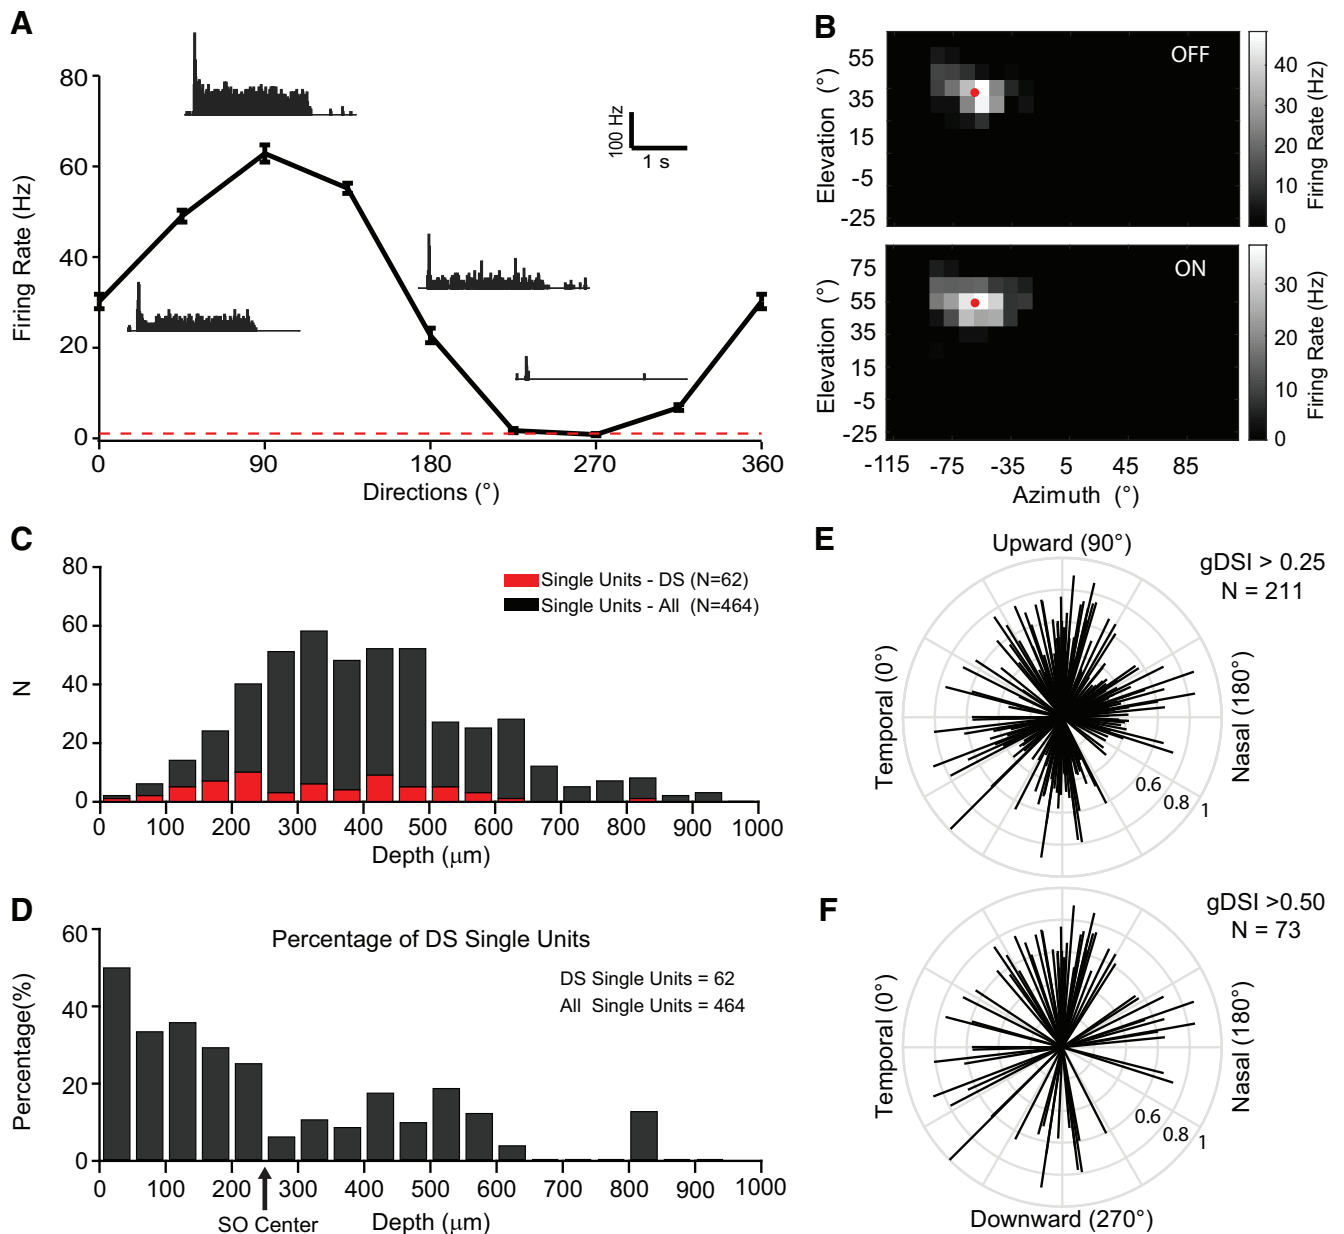 A
80
60
40
20
0
Firing Rate (Hz)
100 Hz
1 s
0 90 180 270 360
Directions (°)
B
OFF
55
35
15
-5
-25
Elevation (°)
40
30
20
10
0
Firing Rate (Hz)
ON
75
55
35
15
-5
-25
Elevation (°)
30
20
10
0
Firing Rate (Hz)
-115 -75 -35 5 45 85
Azimuth (°)
C
80
60
40
20
0
N
Single Units - DS (N=62)
Single Units - All (N=464)
0 100 200 300 400 500 600 700 800 900 1000
Depth (μm)
D
60
40
20
0
Percentage(%)
Percentage of DS Single Units
DS Single Units = 62
All Single Units = 464
0 100 200 300 400 500 600 700 800 900 1000
SO Center
Depth (μm)
E
Upward (90°)
gDSI > 0.25
N = 211
Temporal (0°)
Nasal (180°)
0.6
0.8
1
F
gDSI >0.50
N = 73
Temporal (0°)
Nasal (180°)
0.6
0.8
1
Downward (270°)